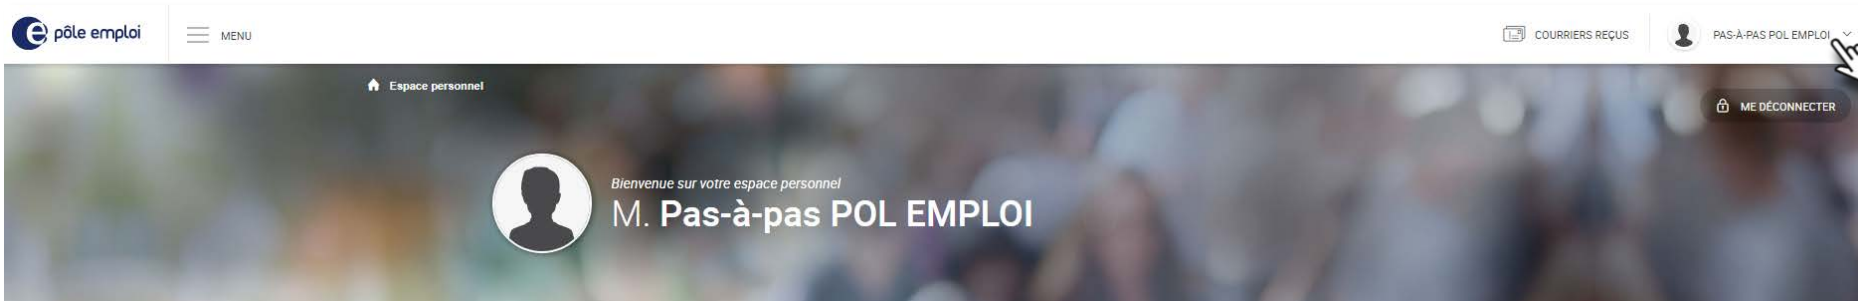 pôle emploi
MENU
COURRIERS REÇUS
PAS-À-PAS POL EMPLOI
Espace personnel
ME DÉCONNECTER
Bienvenue sur votre espace personnel
M. Pas-à-pas POL EMPLOI